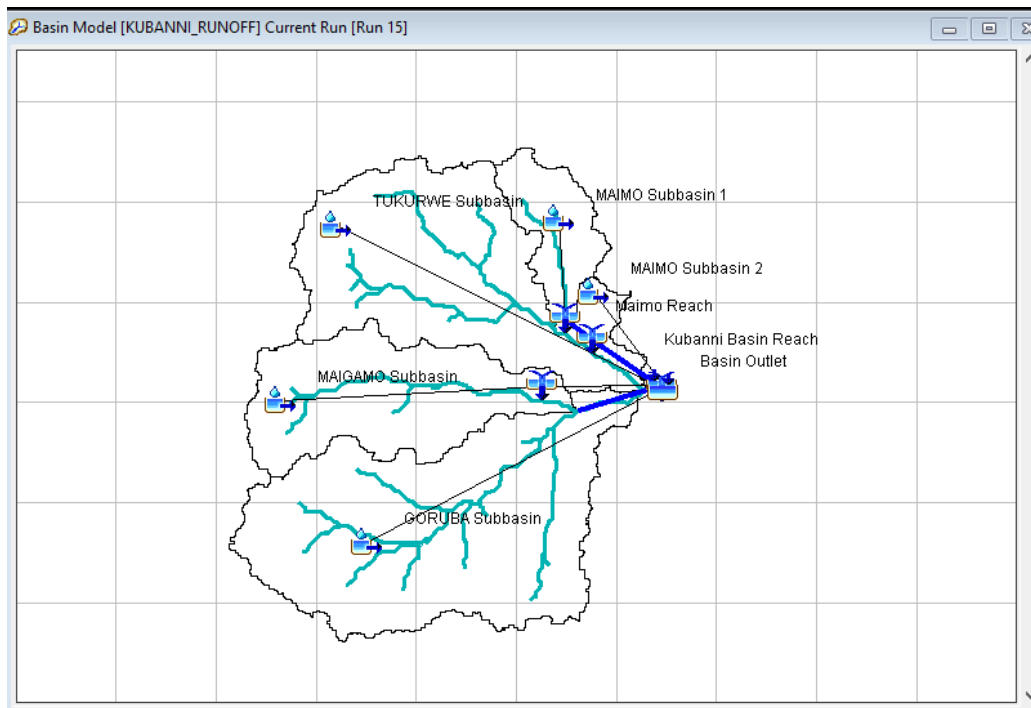 Basin Model [KUBANNI_RUNOFF] Current Run [Run 15]
TUKURWE Subbasin
MAIMO Subbasin 1
MAIMO Subbasin 2
Maimo Reach
Kubanni Basin Reach
Basin Outlet
MAIGAMO Subbasin
GORUBA Subbasin